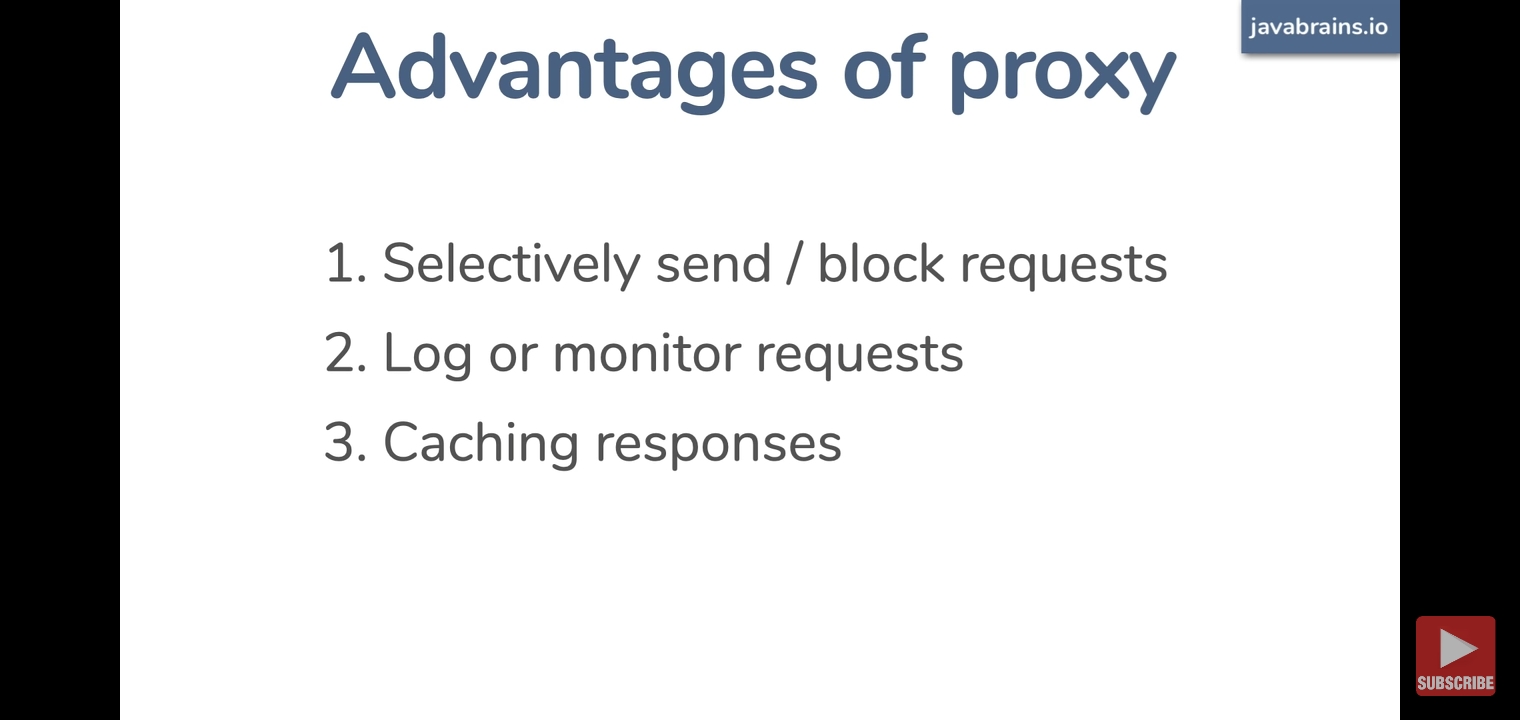 javabrains.io
Advantages of proxy
1. Selectively send / block requests
2. Log or monitor requests
3. Caching responses
SUBSCRIBE